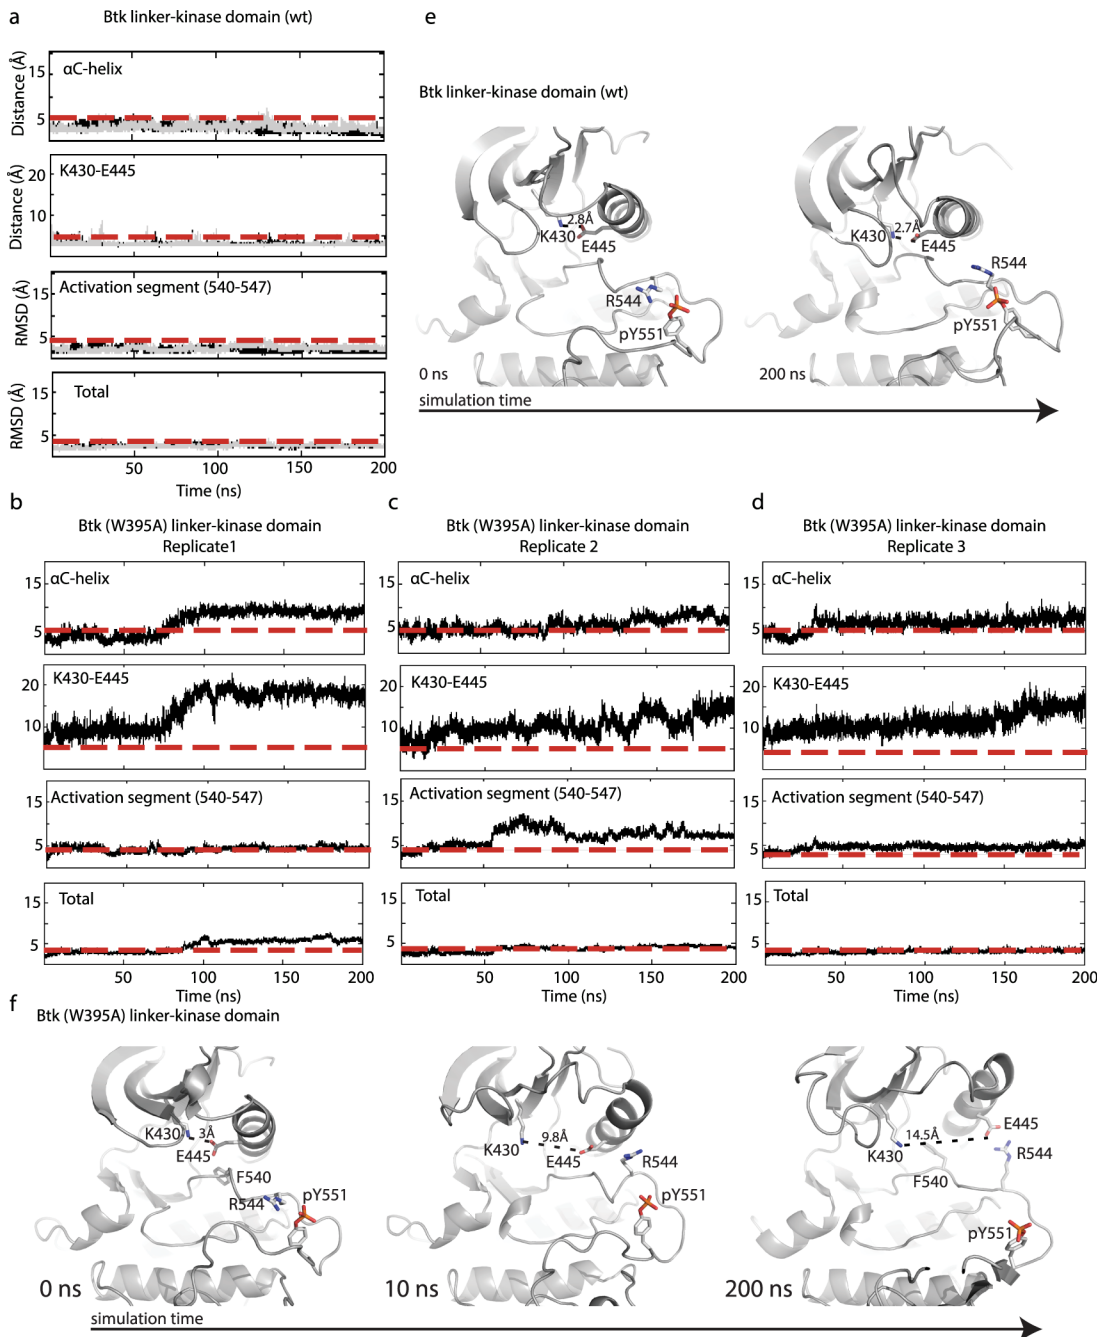 a
Btk linker-kinase domain (wt)
Distance (Å)
15
5
αC-helix
Distance (Å)
20
10
K430-E445
RMSD (Å)
15
5
Activation segment (540-547)
RMSD (Å)
15
5
Total
50 100 150 200
Time (ns)
e
Btk linker-kinase domain (wt)
K430
2.8Å
E445
R544
pY551
0 ns
K430
2.7Å
E445
R544
pY551
200 ns
simulation time
b
Btk (W395A) linker-kinase domain
Replicate1
αC-helix
15
5
K430-E445
20
10
Activation segment (540-547)
15
5
Total
15
5
50 100 150 200
Time (ns)
c
Btk (W395A) linker-kinase domain
Replicate 2
αC-helix
15
5
K430-E445
20
10
Activation segment (540-547)
15
5
Total
15
5
50 100 150 200
Time (ns)
d
Btk (W395A) linker-kinase domain
Replicate 3
αC-helix
15
5
K430-E445
20
10
Activation segment (540-547)
15
5
Total
15
5
50 100 150 200
Time (ns)
f
Btk (W395A) linker-kinase domain
K430
3Å
E445
F540
R544
pY551
0 ns
K430
9.8Å
E445
R544
pY551
10 ns
E445
14.5Å
K430
R544
F540
pY551
200 ns
simulation time